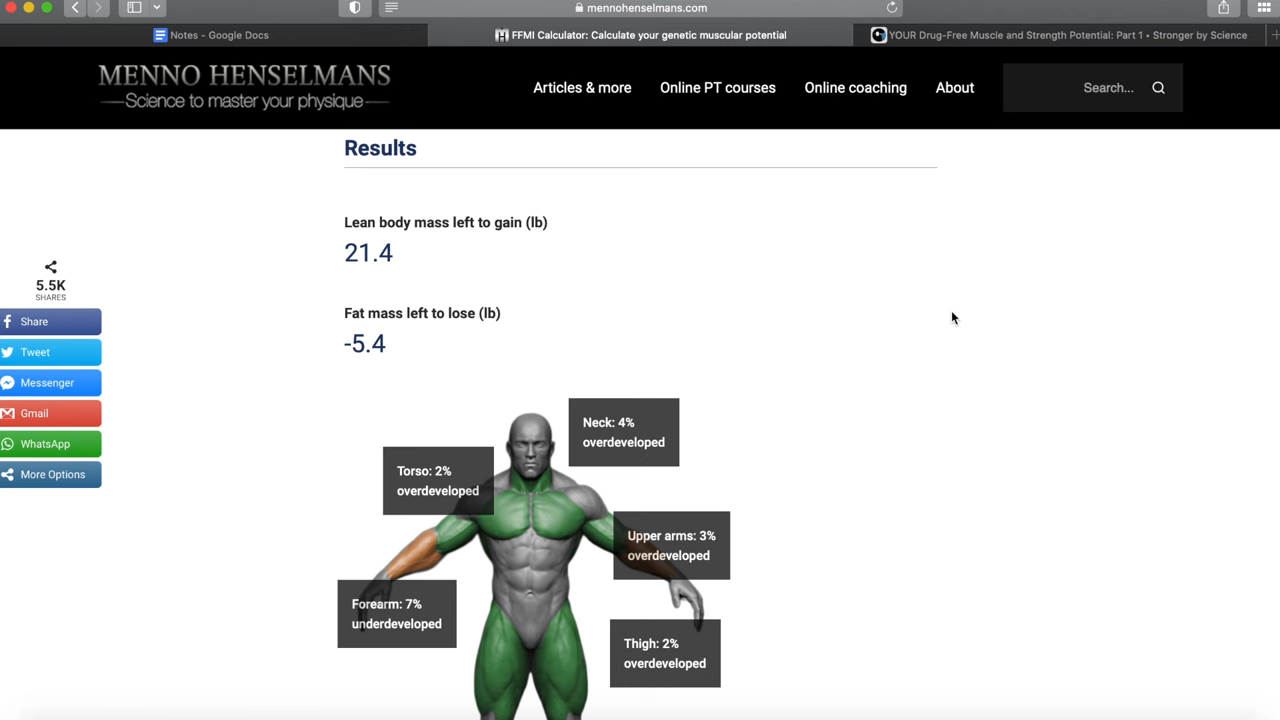 mennohenselmans.com
Notes - Google Docs
FFMI Calculator: Calculate your genetic muscular potential
YOUR Drug-Free Muscle and Strength Potential: Part 1 • Stronger by Science
MENNO HENSELMANS
Science to master your physique
Articles & more
Online PT courses
Online coaching
About
Search...
Results
Lean body mass left to gain (lb)
21.4
Fat mass left to lose (lb)
-5.4
5.5K
SHARES
Share
Tweet
Messenger
Gmail
WhatsApp
More Options
Neck: 4%
overdeveloped
Torso: 2%
overdeveloped
Upper arms: 3%
overdeveloped
Forearm: 7%
underdeveloped
Thigh: 2%
overdeveloped